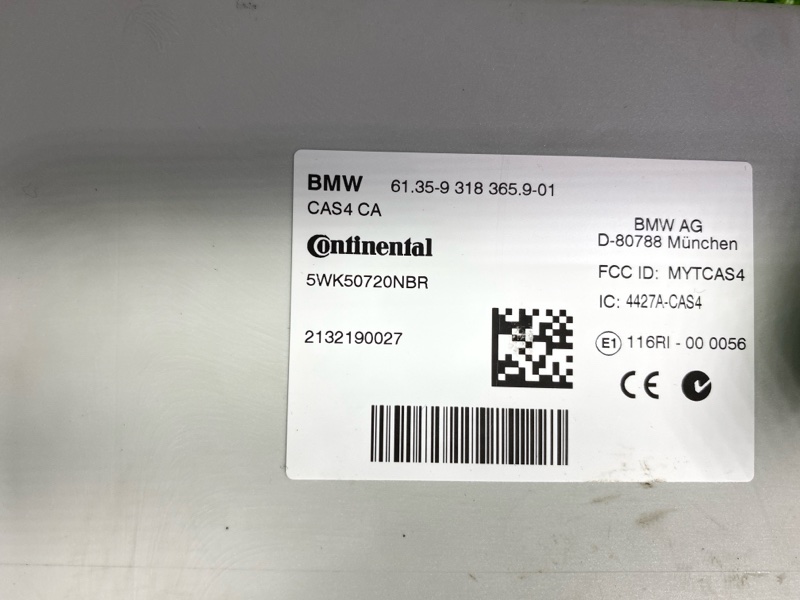 BMW 61.35-9 318 365.9-01
CAS4 CA
Continental
5WK50720NBR
2132190027
BMW AG
D-80788 München
FCC ID: MYTCAS4
IC: 4427A-CAS4
E1 116RI - 00 0056
CE